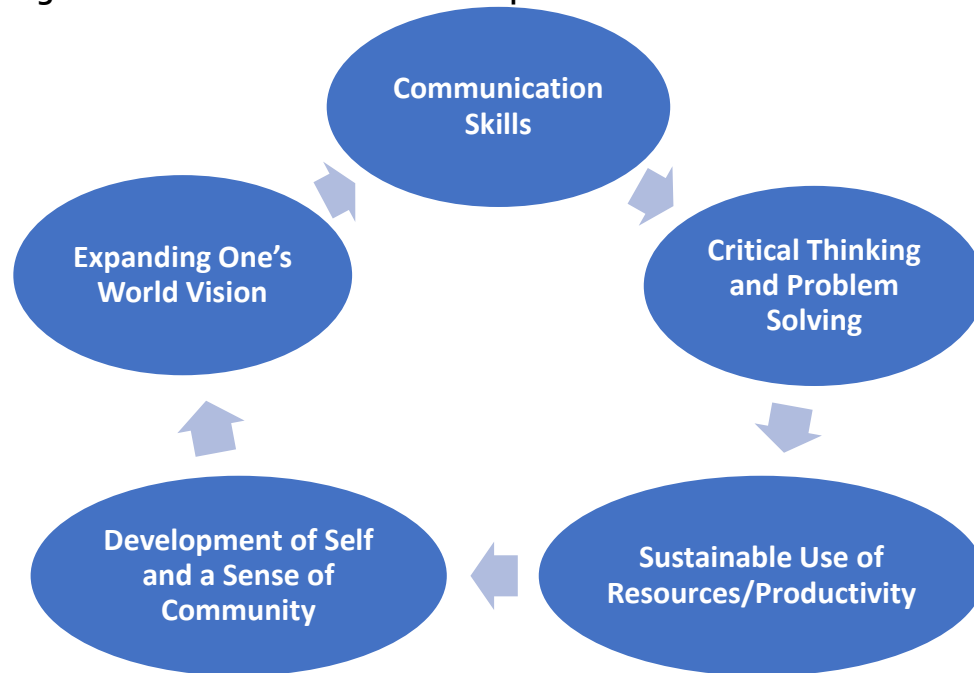 Communication
Skills
Critical Thinking
and Problem
Solving
Sustainable Use of
Resources/Productivity
Development of Self
and a Sense of
Community
Expanding One’s
World Vision